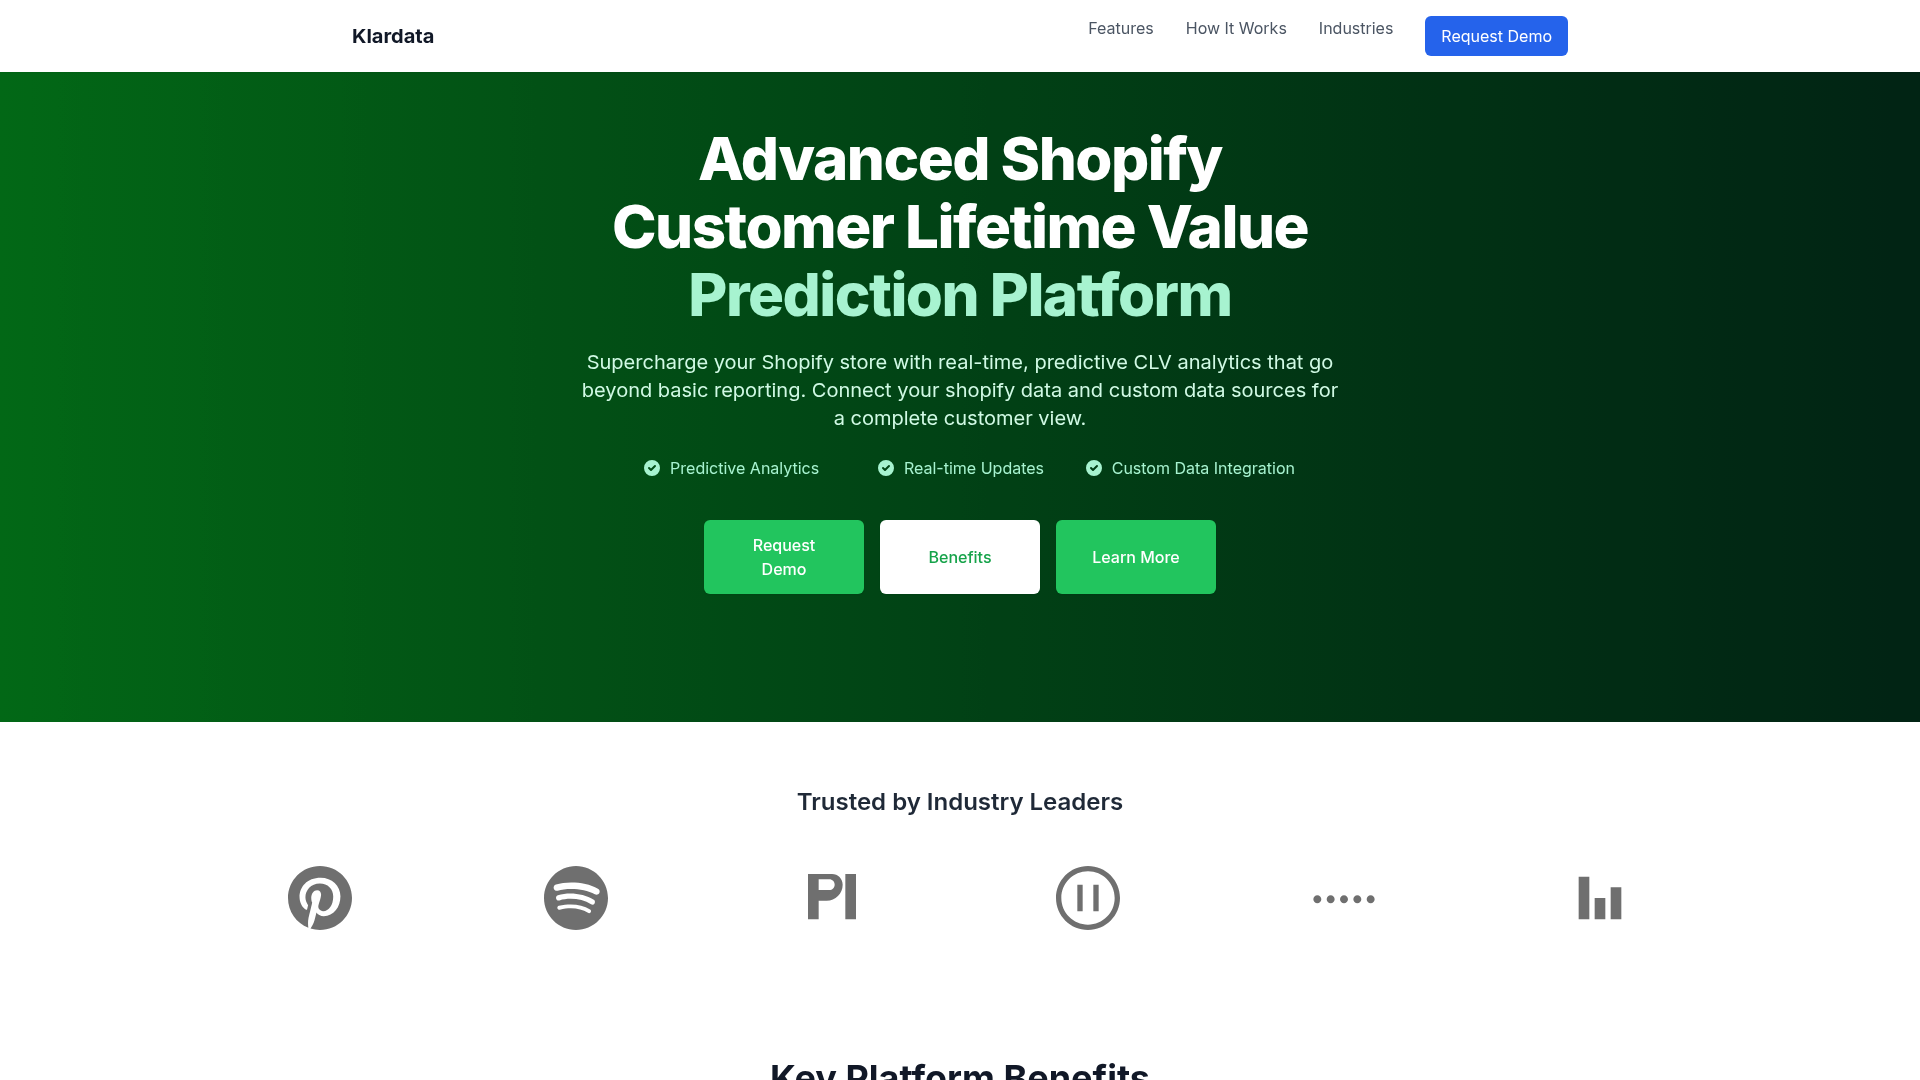 Klardata
Features
How It Works
Industries
Request Demo
Advanced Shopify
Customer Lifetime Value
Prediction Platform
Supercharge your Shopify store with real-time, predictive CLV analytics that go
beyond basic reporting. Connect your shopify data and custom data sources for
a complete customer view.
Predictive Analytics
Real-time Updates
Custom Data Integration
Request
Demo
Benefits
Learn More
Trusted by Industry Leaders
PI
Key Platform Benefits